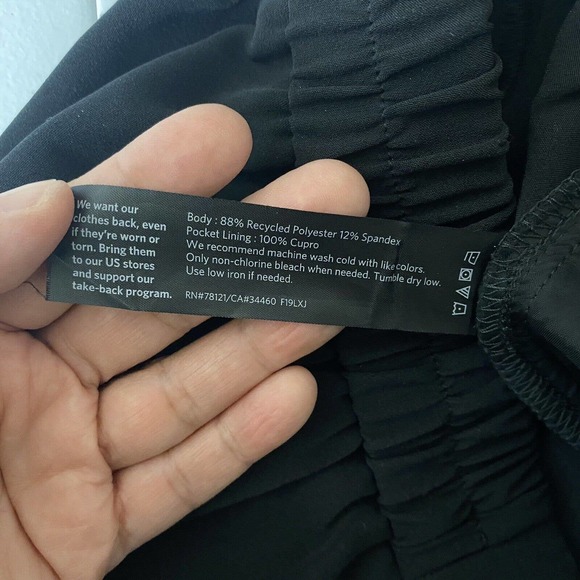 We want our
clothes back, even
if they're worn or
torn. Bring them
to our US stores
and support our
take-back program.
Body : 88% Recycled Polyester 12% Spandex
Pocket Lining : 100% Cupro
We recommend machine wash cold with like colors.
Only non-chlorine bleach when needed. Tumble dry low.
Use low iron if needed.
RN#78121/CA#34460 F19LXJ